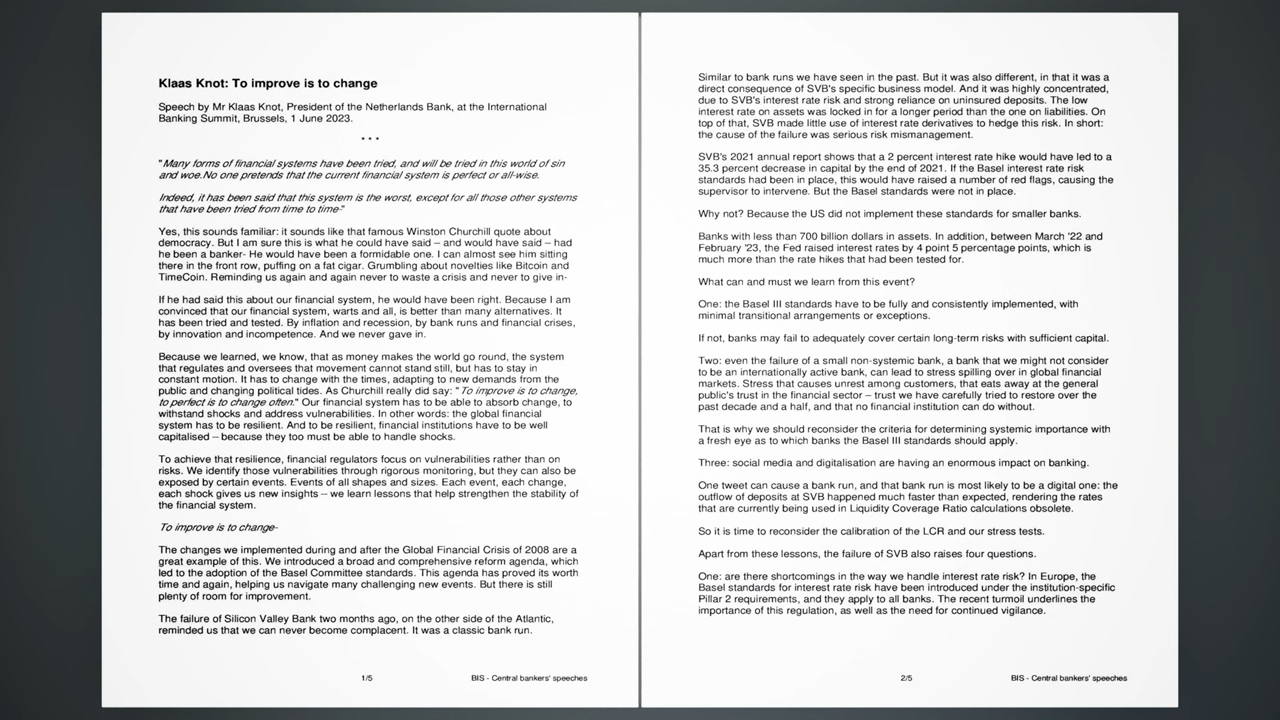 Klaas Knot: To improve is to change
Speech by Mr Klaas Knot, President of the Netherlands Bank, at the International
Banking Summit, Brussels, 1 June 2023.
* * *
"Many forms of financial systems have been tried, and will be tried in this world of sin
and woe.No one pretends that the current financial system is perfect or all-wise.
Indeed, it has been said that this system is the worst, except for all those other systems
that have been tried from time to time-"
Yes, this sounds familiar: it sounds like that famous Winston Churchill quote about
democracy. But I am sure this is what he could have said – and would have said – had
he been a banker- He would have been a formidable one. I can almost see him sitting
there in the front row, puffing on a fat cigar. Grumbling about novelties like Bitcoin and
TimeCoin. Reminding us again and again never to waste a crisis and never to give in-
If he had said this about our financial system, he would have been right. Because I am
convinced that our financial system, warts and all, is better than many alternatives. It
has been tried and tested. By inflation and recession, by bank runs and financial crises,
by innovation and incompetence. And we never gave in.
Because we learned, we know, that as money makes the world go round, the system
that regulates and oversees that movement cannot stand still, but has to stay in
constant motion. It has to change with the times, adapting to new demands from the
public and changing political tides. As Churchill really did say: "To improve is to change,
to perfect is to change often." Our financial system has to be able to absorb change, to
withstand shocks and address vulnerabilities. In other words: the global financial
system has to be resilient. And to be resilient, financial institutions have to be well
capitalised – because they too must be able to handle shocks.
To achieve that resilience, financial regulators focus on vulnerabilities rather than on
risks. We identify those vulnerabilities through rigorous monitoring, but they can also be
exposed by certain events. Events of all shapes and sizes. Each event, each change,
each shock gives us new insights – we learn lessons that help strengthen the stability of
the financial system.
To improve is to change-
The changes we implemented during and after the Global Financial Crisis of 2008 are a
great example of this. We introduced a broad and comprehensive reform agenda, which
led to the adoption of the Basel Committee standards. This agenda has proved its worth
time and again, helping us navigate many challenging new events. But there is still
plenty of room for improvement.
The failure of Silicon Valley Bank two months ago, on the other side of the Atlantic,
reminded us that we can never become complacent. It was a classic bank run.
1/5
BIS - Central bankers' speeches
Similar to bank runs we have seen in the past. But it was also different, in that it was a
direct consequence of SVB's specific business model. And it was highly concentrated,
due to SVB's interest rate risk and strong reliance on uninsured deposits. The low
interest rate on assets was locked in for a longer period than the one on liabilities. On
top of that, SVB made little use of interest rate derivatives to hedge this risk. In short:
the cause of the failure was serious risk mismanagement.
SVB's 2021 annual report shows that a 2 percent interest rate hike would have led to a
35.3 percent decrease in capital by the end of 2021. If the Basel interest rate risk
standards had been in place, this would have raised a number of red flags, causing the
supervisor to intervene. But the Basel standards were not in place.
Why not? Because the US did not implement these standards for smaller banks.
Banks with less than 700 billion dollars in assets. In addition, between March '22 and
February '23, the Fed raised interest rates by 4 point 5 percentage points, which is
much more than the rate hikes that had been tested for.
What can and must we learn from this event?
One: the Basel III standards have to be fully and consistently implemented, with
minimal transitional arrangements or exceptions.
If not, banks may fail to adequately cover certain long-term risks with sufficient capital.
Two: even the failure of a small non-systemic bank, a bank that we might not consider
to be an internationally active bank, can lead to stress spilling over in global financial
markets. Stress that causes unrest among customers, that eats away at the general
public's trust in the financial sector – trust we have carefully tried to restore over the
past decade and a half, and that no financial institution can do without.
That is why we should reconsider the criteria for determining systemic importance with
a fresh eye as to which banks the Basel III standards should apply.
Three: social media and digitalisation are having an enormous impact on banking.
One tweet can cause a bank run, and that bank run is most likely to be a digital one: the
outflow of deposits at SVB happened much faster than expected, rendering the rates
that are currently being used in Liquidity Coverage Ratio calculations obsolete.
So it is time to reconsider the calibration of the LCR and our stress tests.
Apart from these lessons, the failure of SVB also raises four questions.
One: are there shortcomings in the way we handle interest rate risk? In Europe, the
Basel standards for interest rate risk have been introduced under the institution-specific
Pillar 2 requirements, and they apply to all banks. The recent turmoil underlines the
importance of this regulation, as well as the need for continued vigilance.
2/5
BIS - Central bankers' speeches